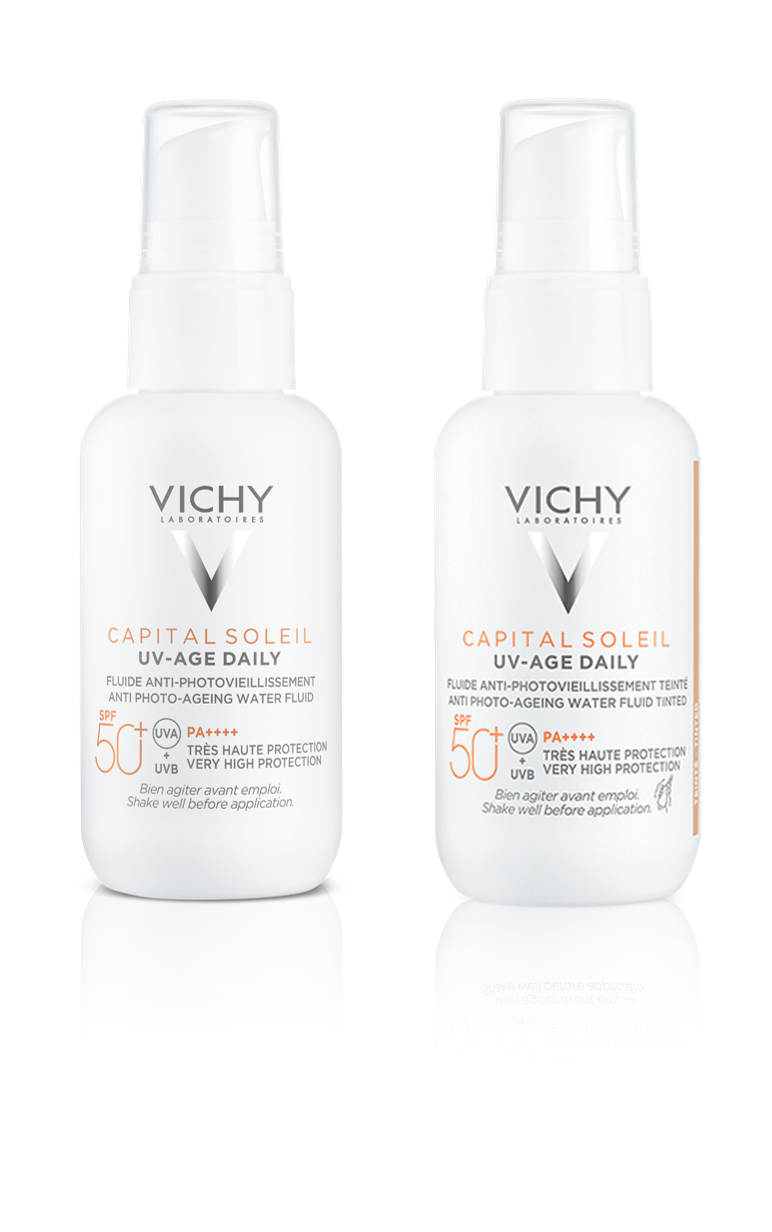 VICHY
LABORATOIRES
CAPITAL SOLEIL
UV-AGE DAILY
FLUIDE ANTI-PHOTOVIEILLISSEMENT
ANTI PHOTO-AGEING WATER FLUID
SPF
50+
UVA
+
UVB
PA++++
TRÈS HAUTE PROTECTION
VERY HIGH PROTECTION
Bien agiter avant emploi.
Shake well before application.
VICHY
LABORATOIRES
CAPITAL SOLEIL
UV-AGE DAILY
FLUIDE ANTI-PHOTOVIEILLISSEMENT TEINTÉ
ANTI PHOTO-AGEING WATER FLUID TINTED
SPF
50+
UVA
+
UVB
PA++++
TRÈS HAUTE PROTECTION
VERY HIGH PROTECTION
Bien agiter avant emploi.
Shake well before application.
TEINTÉ - TINTED